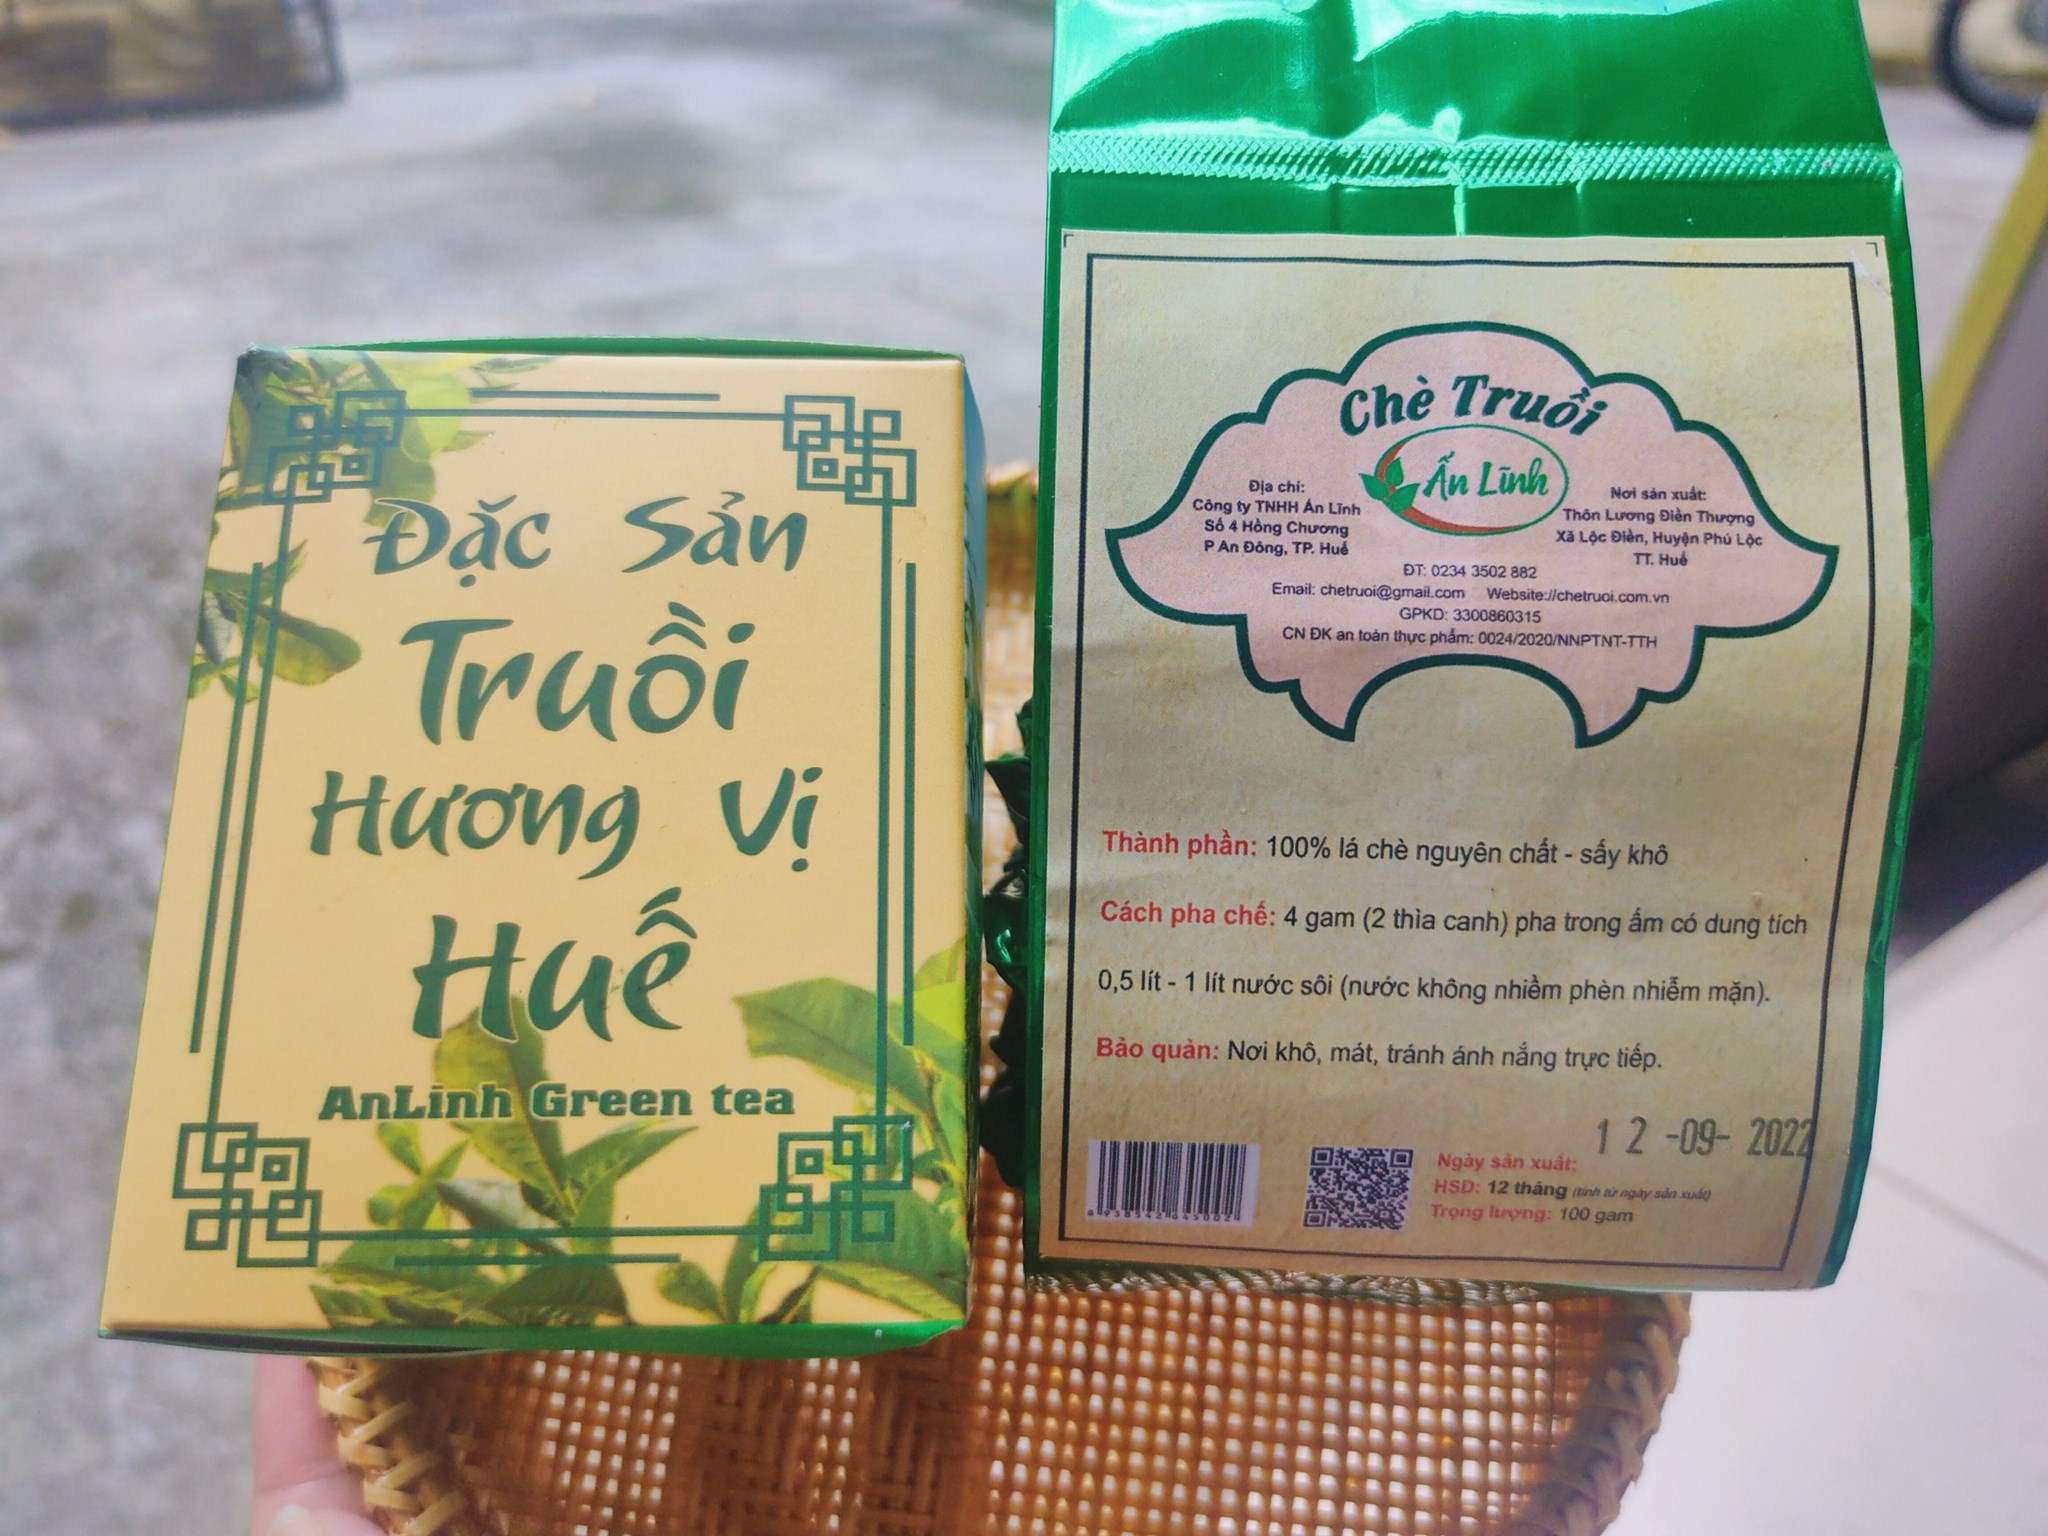 Đặc Sản
Truồi
Hương Vị
Huế
AnLinh Green tea
Chè Truồi
Ấn Lĩnh
Địa chỉ:
Công ty TNHH Ấn Lĩnh
Số 4 Hồng Chương
P An Đông, TP. Huế
Nơi sản xuất:
Thôn Lương Điền Thượng
Xã Lộc Điền, Huyện Phú Lộc
TT. Huế
ĐT: 0234 3502 882
Email: chetruoi@gmail.com Website://chetruoi.com.vn
GPKD: 3300860315
CN ĐK an toàn thực phẩm: 0024/2020/NNPTNT-TTH
Thành phần: 100% lá chè nguyên chất - sấy khô
Cách pha chế: 4 gam (2 thìa canh) pha trong ấm có dung tích
0,5 lít - 1 lít nước sôi (nước không nhiềm phèn nhiễm mặn).
Bảo quản: Nơi khô, mát, tránh ánh nắng trực tiếp.
12-09-2022
Ngày sản xuất:
HSD: 12 tháng (tính từ ngày sản xuất)
Trọng lượng: 100 gam